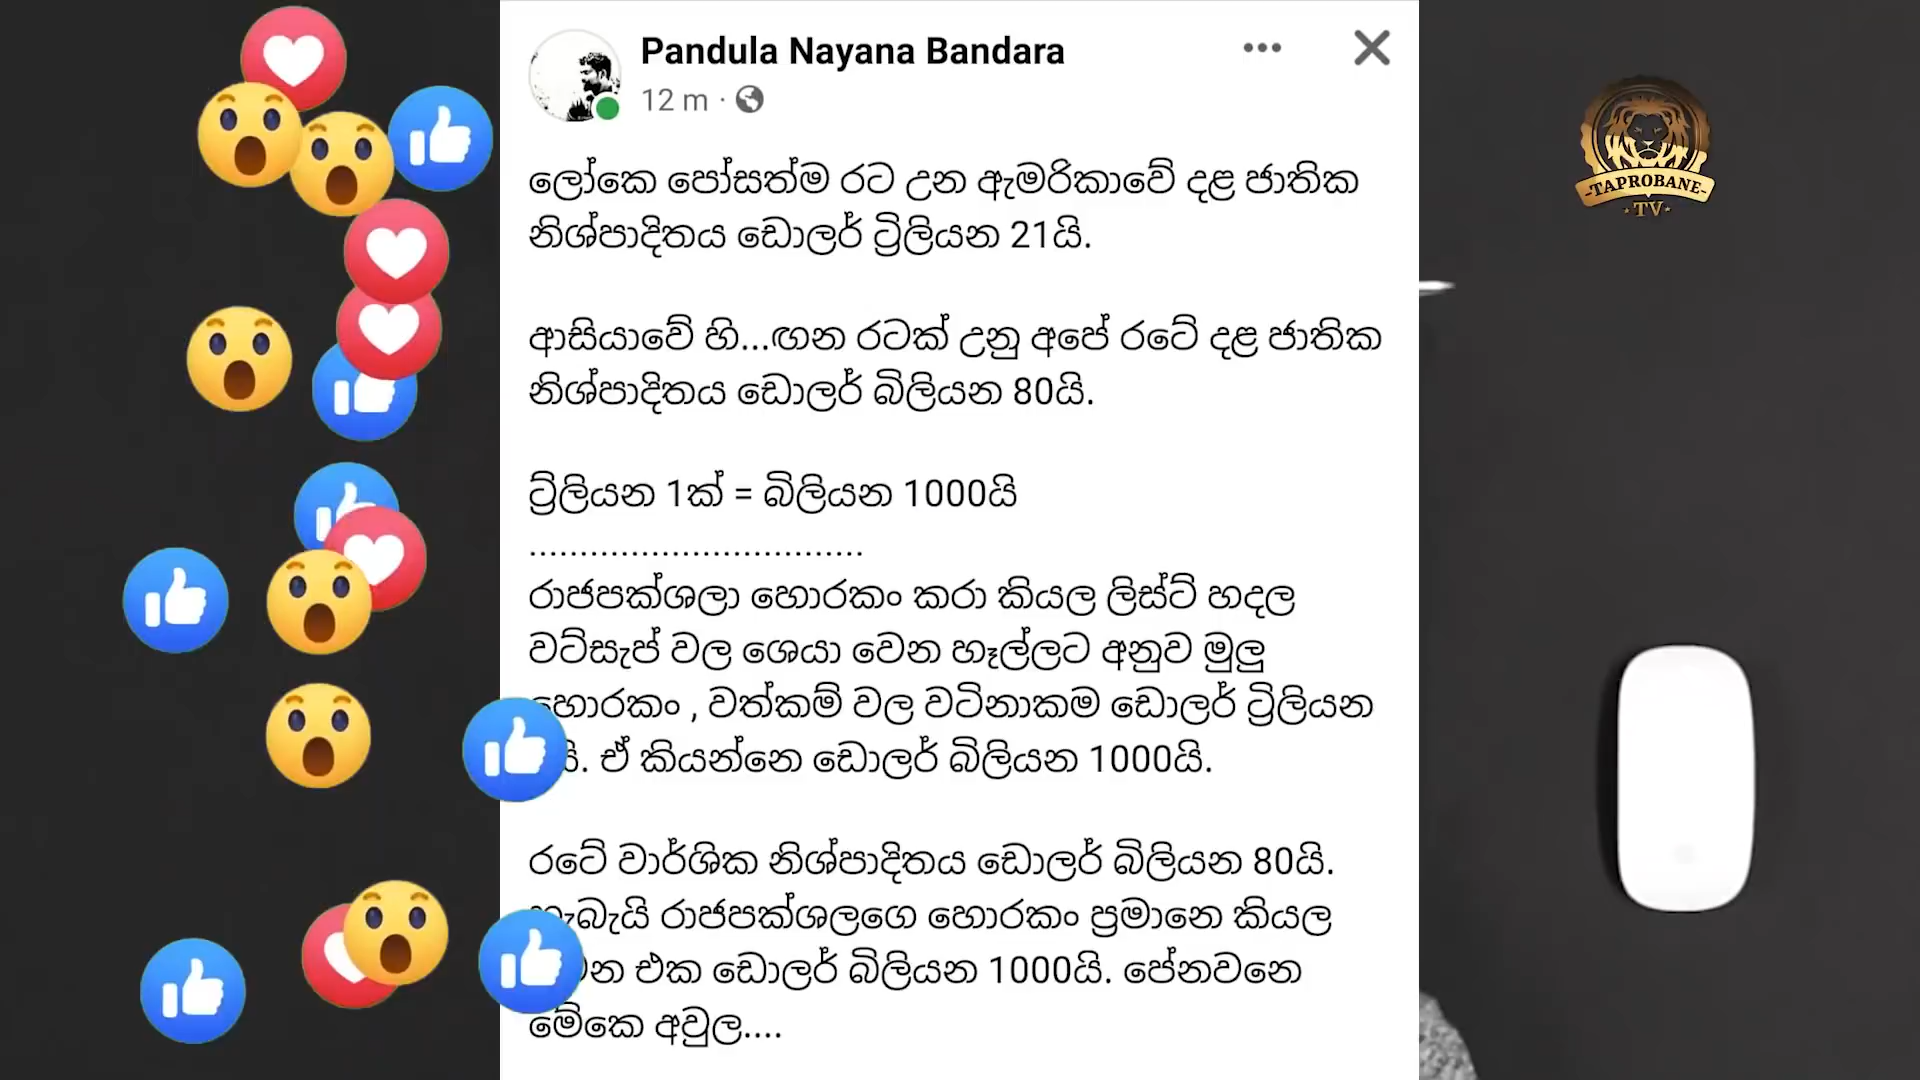 Pandula Nayana Bandara
12 m
ලෝකෙ පෝසත්ම රට උන ඇමරිකාවේ දළ ජාතික
නිශ්පාදිතය ඩොලර් ට්‍රිලියන 21යි.
ආසියාවේ හි...ඟන රටක් උනු අපේ රටේ දළ ජාතික
නිශ්පාදිතය ඩොලර් බිලියන 80යි.
ට්‍රිලියන 1ක් = බිලියන 1000යි
.................................
රාජපක්ශලා හොරකං කරා කියල ලිස්ට් හදල
වට්සැප් වල ශෙයා වෙන හෑල්ලට අනුව මුලු
හොරකං , වත්කම් වල වටිනාකම ඩොලර් ට්‍රිලියන
ඒ කියන්නෙ ඩොලර් බිලියන 1000යි.
රටේ වාර්ශික නිශ්පාදිතය ඩොලර් බිලියන 80යි.
හැබැයි රාජපක්ශලගෙ හොරකං ප්‍රමානෙ කියල
එක ඩොලර් බිලියන 1000යි. පේනවනෙ
මේකෙ අවුල....
-TAPROBANE-
TV